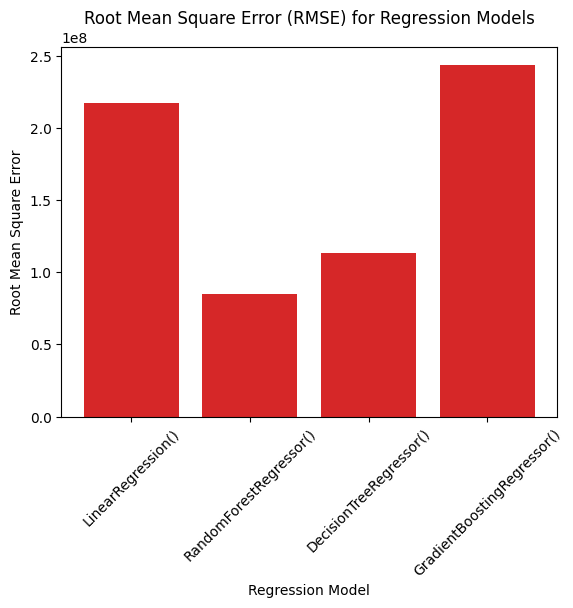 Root Mean Square Error (RMSE) for Regression Models
1e8
2.5
2.0
1.5
1.0
0.5
0.0
Root Mean Square Error
LinearRegression()
RandomForestRegressor()
DecisionTreeRegressor()
GradientBoostingRegressor()
Regression Model